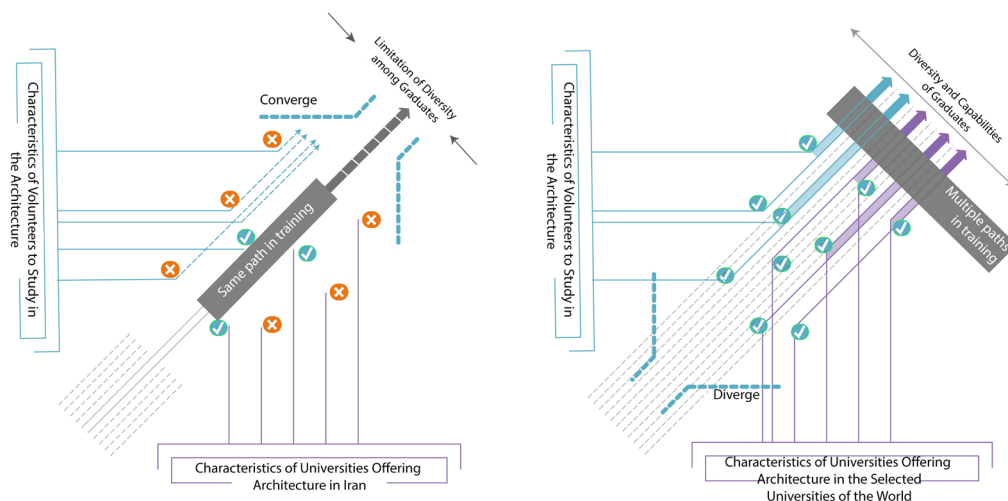 Characteristics of Volunteers to Study in
the Architecture
Converge
Limitation of Diversity
among Graduates
Same path in training
Characteristics of Universities Offering
Architecture in Iran
Characteristics of Volunteers to Study in
the Architecture
Diversity and Capabilities
of Graduates
Multiple paths
in training
Diverge
Characteristics of Universities Offering
Architecture in the Selected
Universities of the World